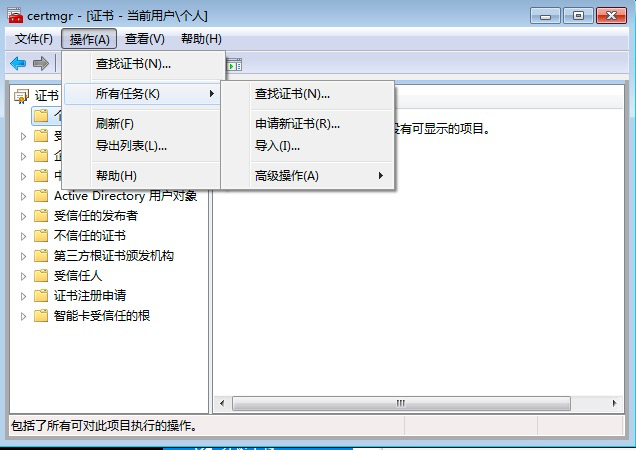 certmgr - [证书 - 当前用户\个人]
文件(F) 操作(A) 查看(V) 帮助(H)
查找证书(N)...
所有任务(K)
刷新(F)
导出列表(L)...
帮助(H)
查找证书(N)...
申请新证书(R)...
导入(I)...
高级操作(A)
有可显示的项目。
证书
受
企
中
Active Directory 用户对象
受信任的发布者
不信任的证书
第三方根证书颁发机构
受信任人
证书注册申请
智能卡受信任的根
包括了所有可对此项目执行的操作。